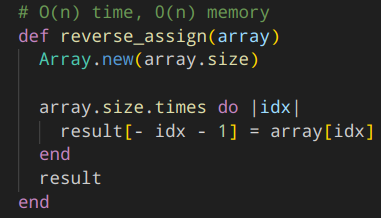 # O(n) time, O(n) memory
def reverse_assign(array)
  Array.new(array.size)

  array.size.times do |idx|
    result[- idx - 1] = array[idx]
  end
  result
end